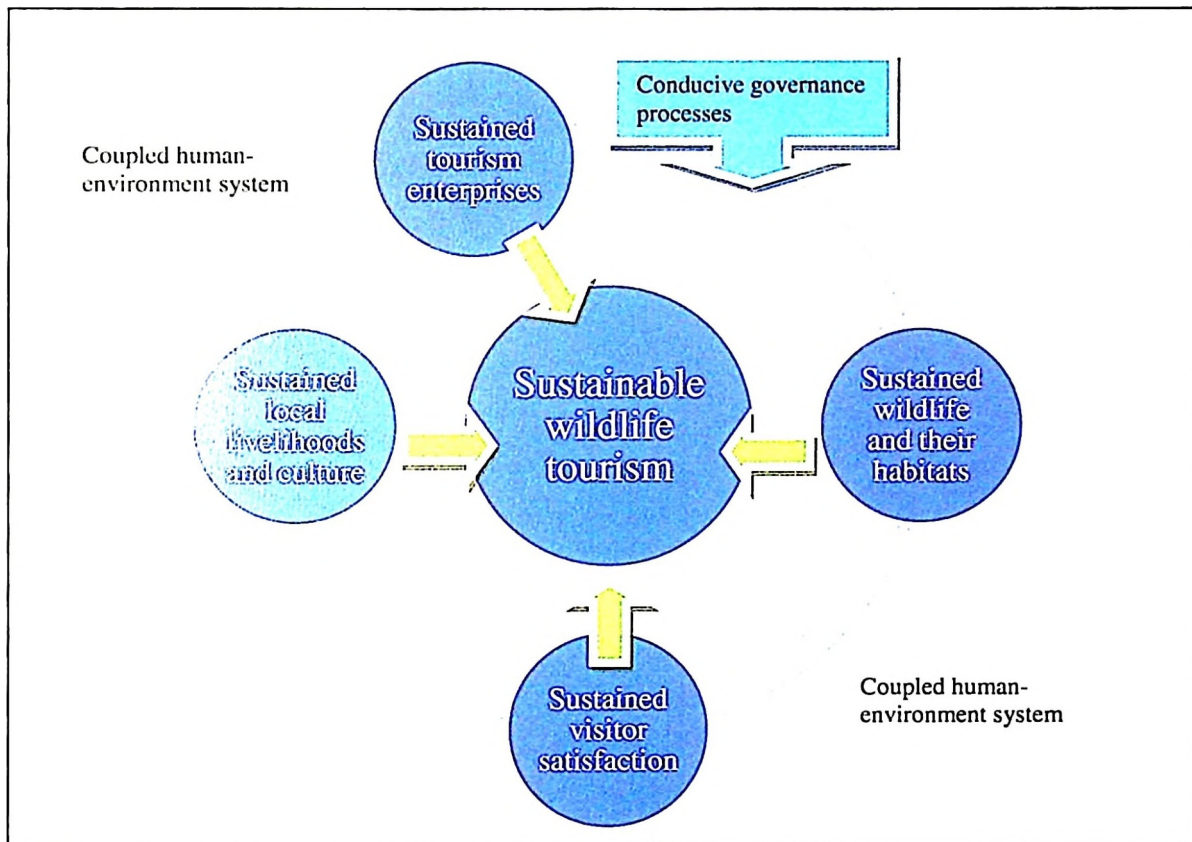 Conducive governance
processes
Sustained
tourism
enterprises
Coupled human-
environment system
Sustainable
wildlife
tourism
Sustained
local
livelihoods
and culture
Sustained
wildlife
and their
habitats
Sustained
visitor
satisfaction
Coupled human-
environment system